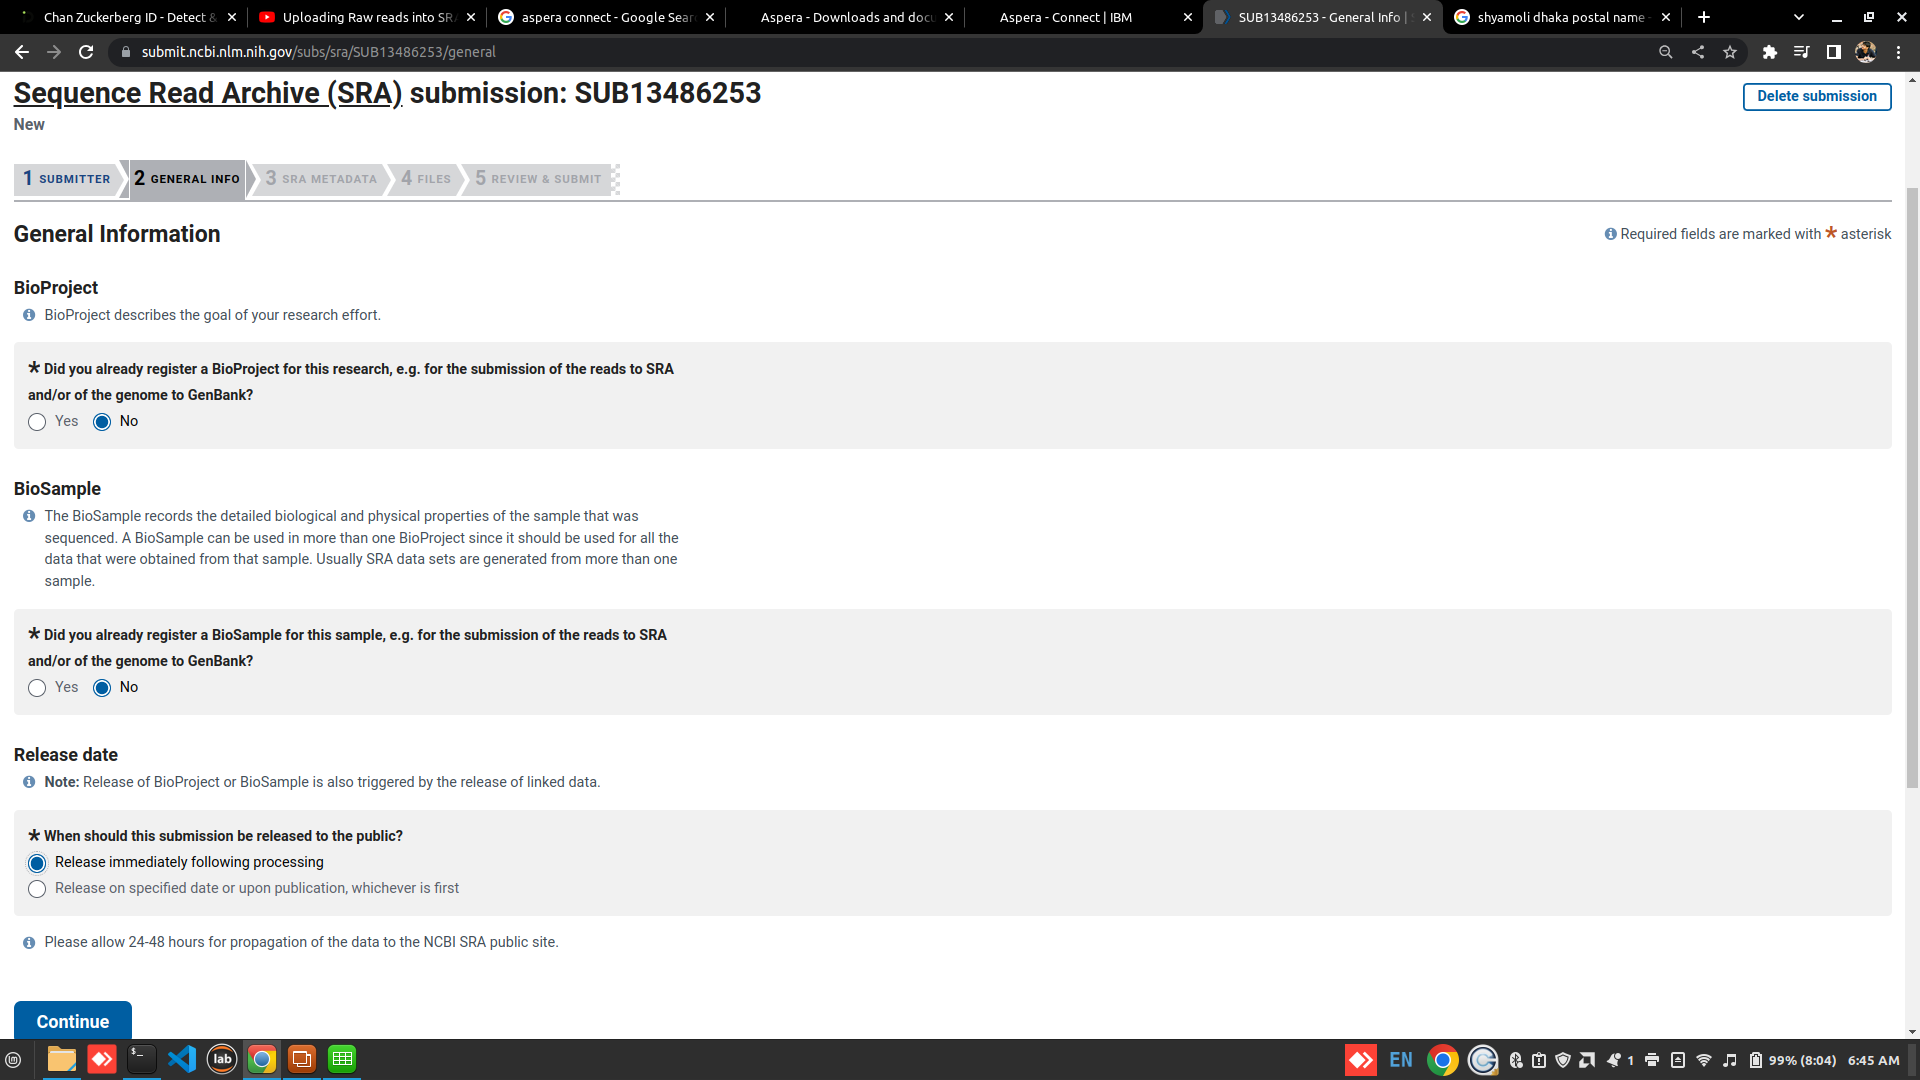 Chan Zuckerberg ID - Detect &
Uploading Raw reads into SRA
aspera connect - Google Sear
Aspera - Downloads and docu
Aspera - Connect | IBM
SUB13486253 - General Info |
shyamoli dhaka postal name -
submit.ncbi.nlm.nih.gov/subs/sra/SUB13486253/general
Sequence Read Archive (SRA) submission: SUB13486253
Delete submission
New
1 SUBMITTER
2 GENERAL INFO
3 SRA METADATA
4 FILES
5 REVIEW & SUBMIT
General Information
Required fields are marked with * asterisk
BioProject
BioProject describes the goal of your research effort.
* Did you already register a BioProject for this research, e.g. for the submission of the reads to SRA
and/or of the genome to GenBank?
Yes No
BioSample
The BioSample records the detailed biological and physical properties of the sample that was
sequenced. A BioSample can be used in more than one BioProject since it should be used for all the
data that were obtained from that sample. Usually SRA data sets are generated from more than one
sample.
* Did you already register a BioSample for this sample, e.g. for the submission of the reads to SRA
and/or of the genome to GenBank?
Yes No
Release date
Note: Release of BioProject or BioSample is also triggered by the release of linked data.
* When should this submission be released to the public?
Release immediately following processing
Release on specified date or upon publication, whichever is first
Please allow 24-48 hours for propagation of the data to the NCBI SRA public site.
Continue
lab
EN
1
99% (8:04)
6:45 AM